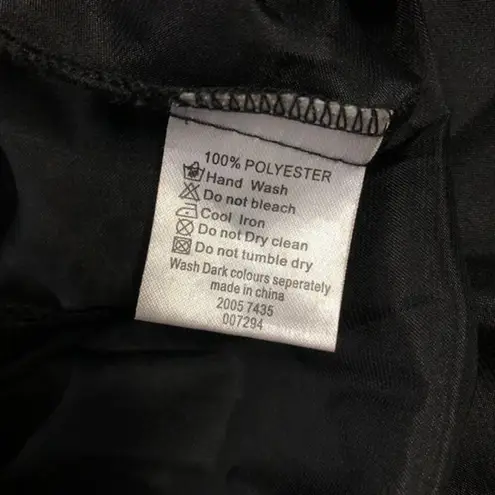 100% POLYESTER
Hand Wash
Do not bleach
Cool Iron
Do not Dry clean
Do not tumble dry
Wash Dark colours seperately
made in china
2005 7435
007294